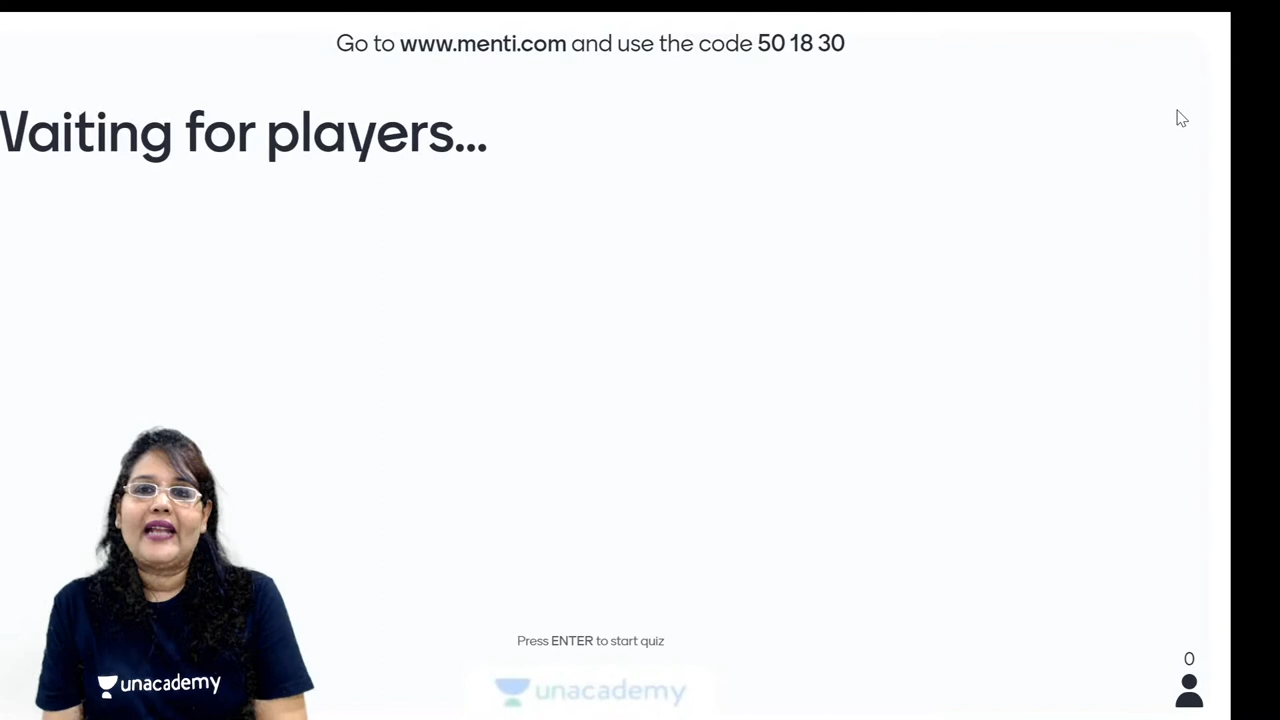 Go to www.menti.com and use the code 50 18 30
Waiting for players...
Press ENTER to start quiz
0
unacademy
unacademy